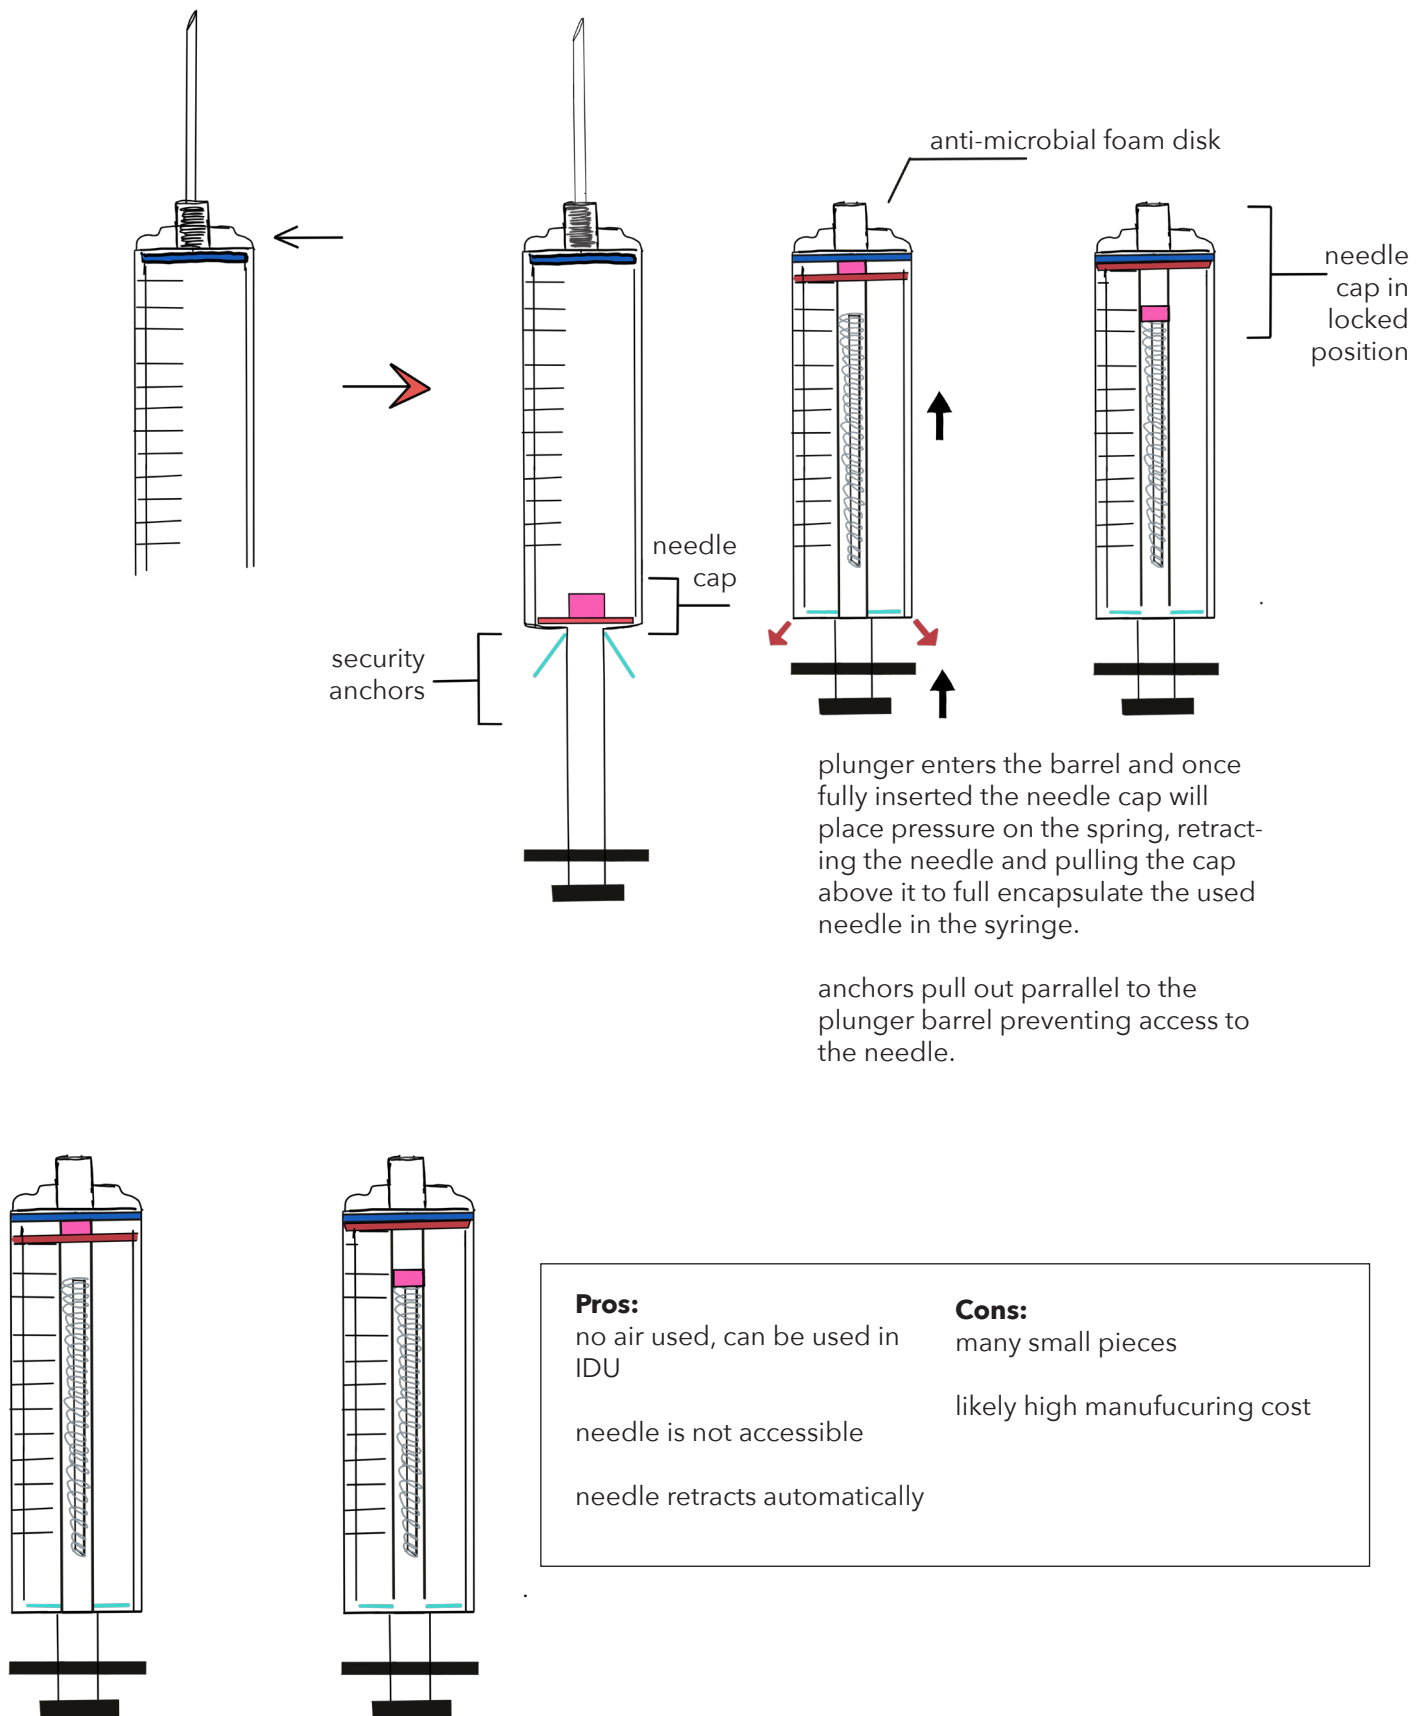 anti-microbial foam disk
needle
cap in
locked
position
needle
cap
security
anchors
plunger enters the barrel and once
fully inserted the needle cap will
place pressure on the spring, retract-
ing the needle and pulling the cap
above it to full encapsulate the used
needle in the syringe.
anchors pull out parrallel to the
plunger barrel preventing access to
the needle.
Pros:
no air used, can be used in
IDU
needle is not accessible
needle retracts automatically
Cons:
many small pieces
likely high manufucuring cost